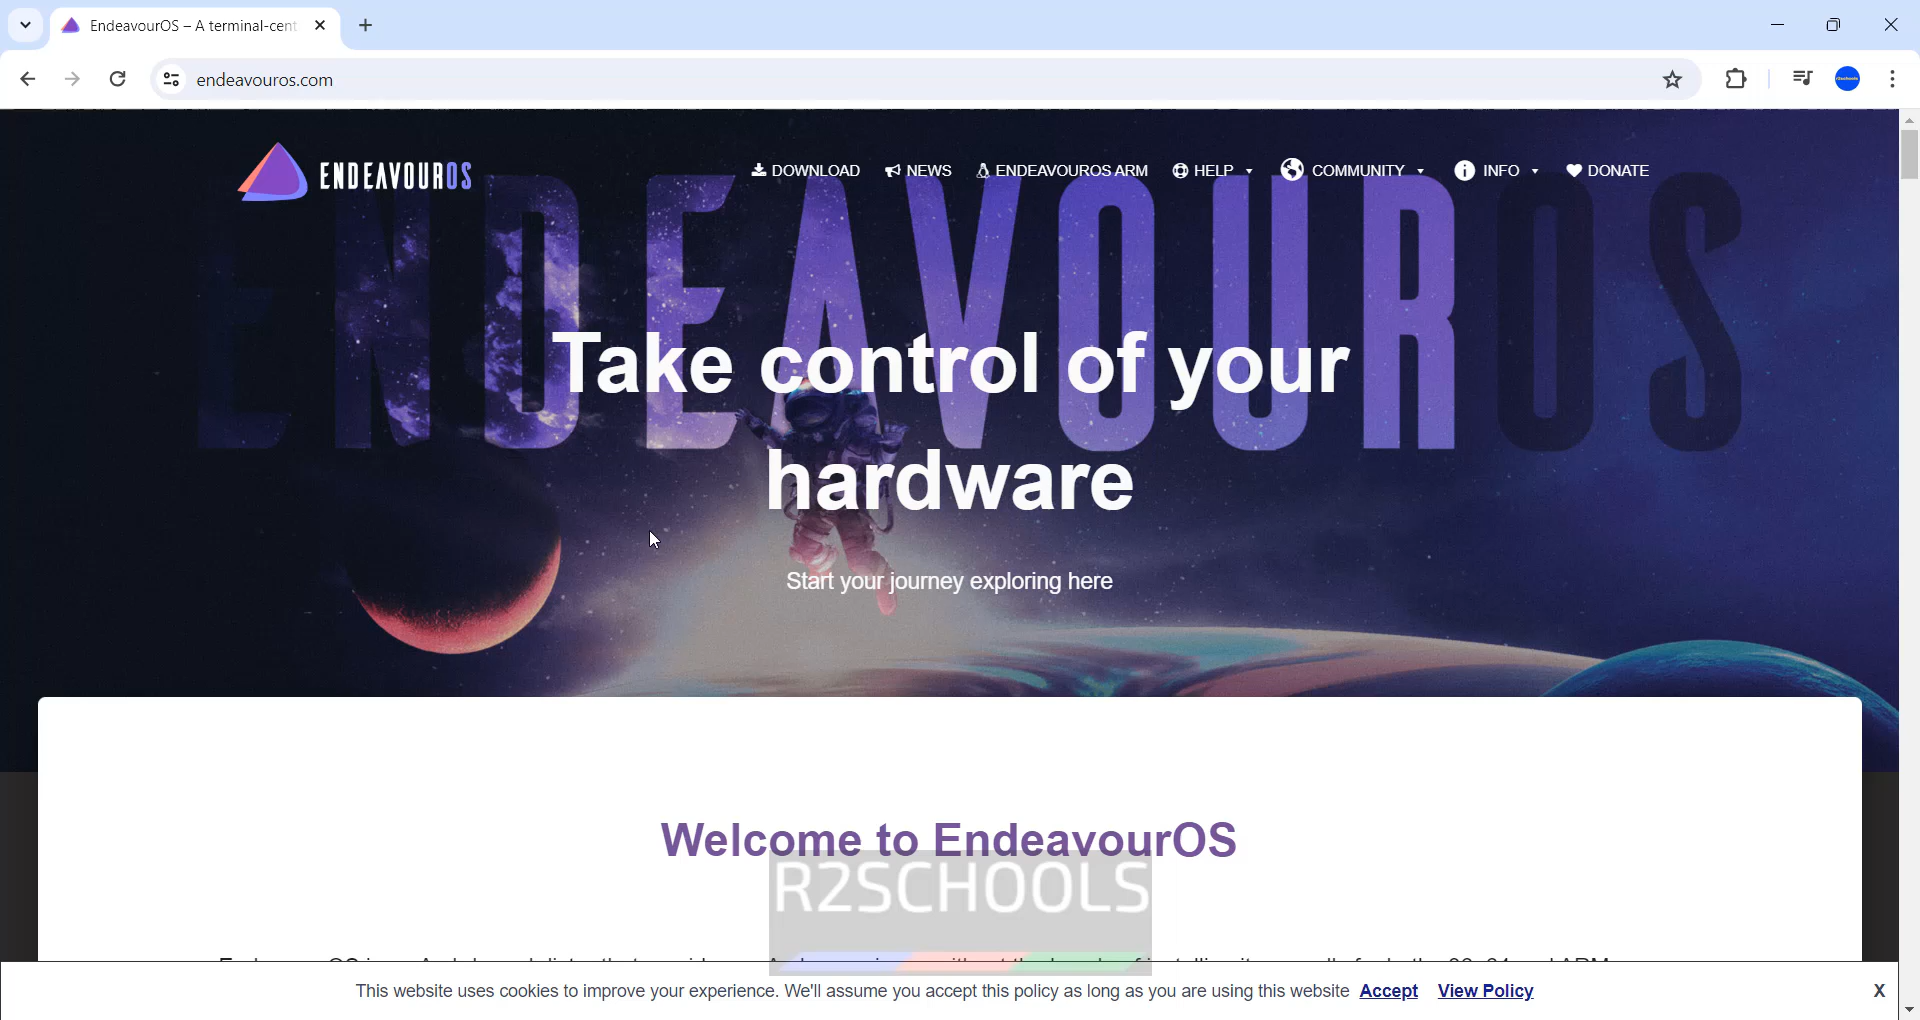 EndeavourOS – A terminal-cent
endeavouros.com
ENDEAVOUROS
DOWNLOAD NEWS ENDEAVOUROS ARM HELP COMMUNITY INFO DONATE
ENDEAVOUROS
Take control of your
hardware
Start your journey exploring here
Welcome to EndeavourOS
R2SCHOOLS
This website uses cookies to improve your experience. We'll assume you accept this policy as long as you are using this website Accept View Policy X